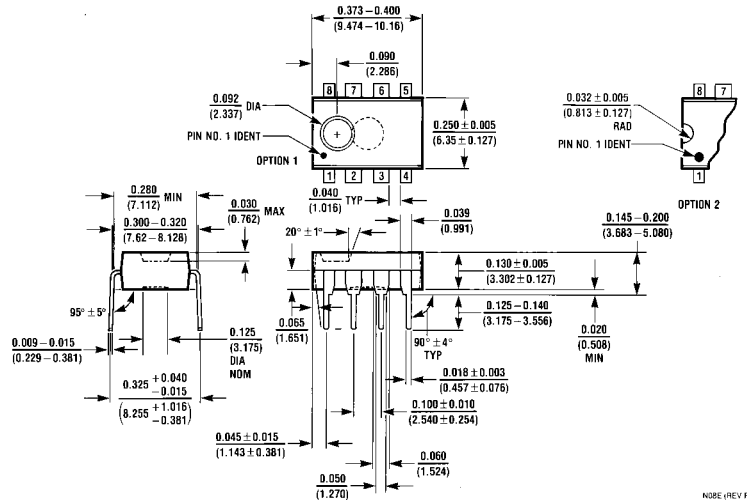 0.373 – 0.400
(9.474 – 10.16)
0.090
(2.286)
8 7 6 5
0.092
(2.337) DIA
PIN NO. 1 IDENT
OPTION 1
1 2 3 4
0.250 ± 0.005
(6.35 ± 0.127)
0.032 ± 0.005
(0.813 ± 0.127)
RAD
PIN NO. 1 IDENT
8 7
1
OPTION 2
0.280
(7.112) MIN
0.300 – 0.320
(7.62 – 8.128)
0.030
(0.762) MAX
0.040
(1.016) TYP
0.039
(0.991)
0.145 – 0.200
(3.683 – 5.080)
20° ± 1°
0.130 ± 0.005
(3.302 ± 0.127)
95° ± 5°
0.065
(1.651)
0.125 – 0.140
(3.175 – 3.556)
0.020
(0.508)
MIN
90° ± 4°
TYP
0.009 – 0.015
(0.229 – 0.381)
0.125
(3.175)
DIA
NOM
0.325 +0.040 −0.015
(8.255 +1.016 −0.381)
0.018 ± 0.003
(0.457 ± 0.076)
0.100 ± 0.010
(2.540 ± 0.254)
0.045 ± 0.015
(1.143 ± 0.381)
0.060
(1.524)
0.050
(1.270)
N08E (REV F